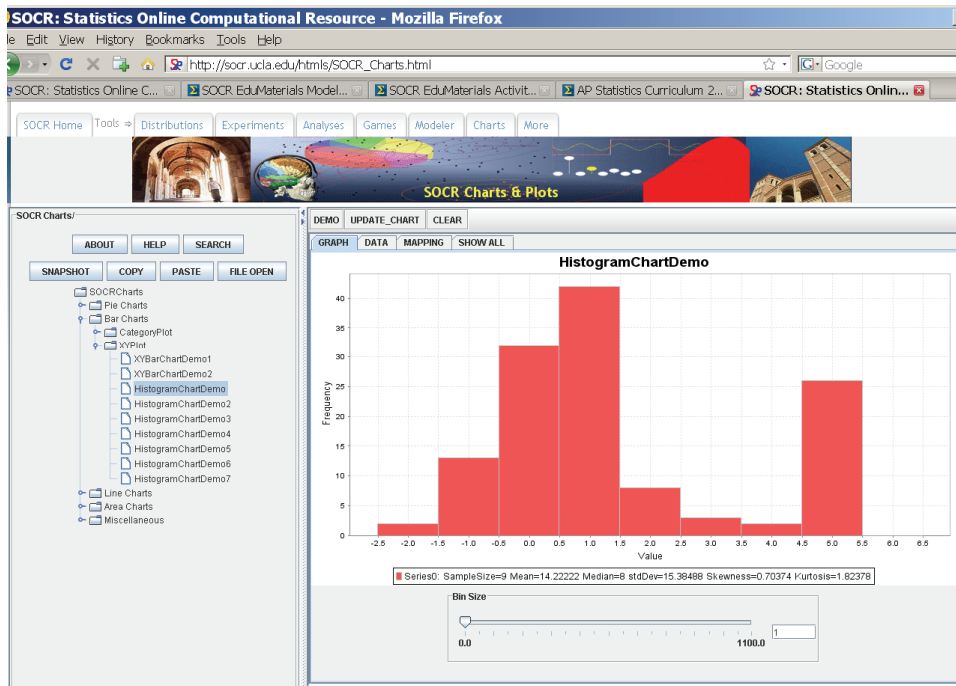 SOCR: Statistics Online Computational Resource - Mozilla Firefox
le Edit View History Bookmarks Tools Help
http://socr.ucla.edu/htmls/SOCR_Charts.html
G Google
SOCR: Statistics Online C...
SOCR EduMaterials Model...
SOCR EduMaterials Activit...
AP Statistics Curriculum 2...
SOCR: Statistics Onlin...
SOCR Home Tools ⇒ Distributions Experiments Analyses Games Modeler Charts More
SOCR Charts & Plots
SOCR Charts/
ABOUT HELP SEARCH
SNAPSHOT COPY PASTE FILE OPEN
SOCRCharts
Pie Charts
Bar Charts
CategoryPlot
XYPlot
XYBarChartDemo1
XYBarChartDemo2
HistogramChartDemo
HistogramChartDemo2
HistogramChartDemo3
HistogramChartDemo4
HistogramChartDemo5
HistogramChartDemo6
HistogramChartDemo7
Line Charts
Area Charts
Miscellaneous
DEMO UPDATE_CHART CLEAR
GRAPH DATA MAPPING SHOW ALL
HistogramChartDemo
Frequency
40
35
30
25
20
15
10
5
0
-2.5 -2.0 -1.5 -1.0 -0.5 0.0 0.5 1.0 1.5 2.0 2.5 3.0 3.5 4.0 4.5 5.0 5.5 6.0 6.5
Value
Series0: SampleSize=9 Mean=14.22222 Median=8 stdDev=15.38488 Skewness=0.70374 Kurtosis=1.82378
Bin Size
0.0 1100.0
1